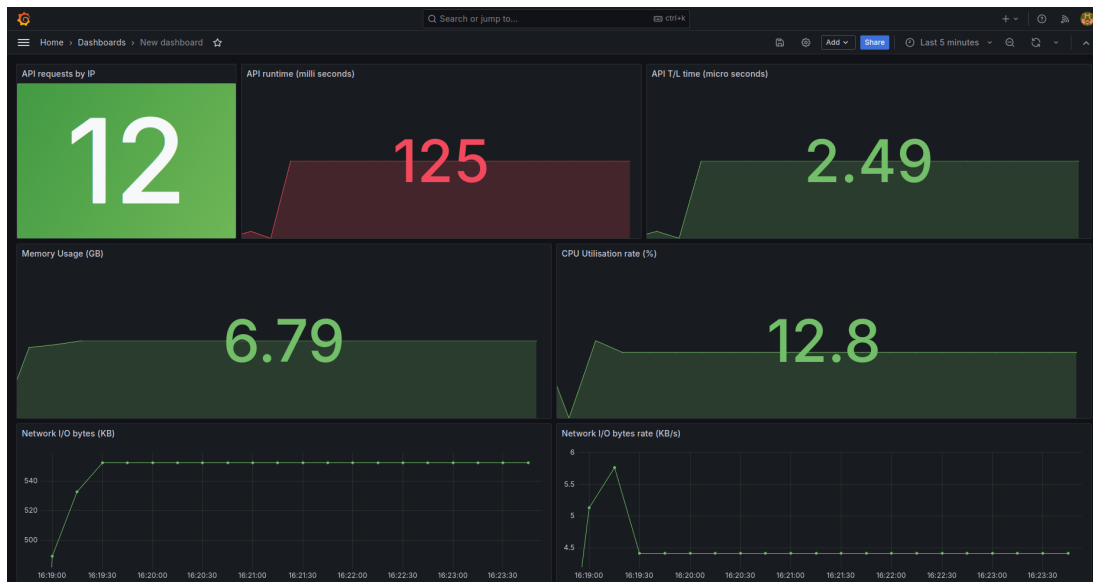 Search or jump to...
ctrl+k
Home › Dashboards › New dashboard
Add
Share
Last 5 minutes
API requests by IP
12
API runtime (milli seconds)
125
API T/L time (micro seconds)
2.49
Memory Usage (GB)
6.79
CPU Utilisation rate (%)
12.8
Network I/O bytes (KB)
540
520
500
16:19:00 16:19:30 16:20:00 16:20:30 16:21:00 16:21:30 16:22:00 16:22:30 16:23:00 16:23:30
Network I/O bytes rate (KB/s)
6
5.5
5
4.5
16:19:00 16:19:30 16:20:00 16:20:30 16:21:00 16:21:30 16:22:00 16:22:30 16:23:00 16:23:30